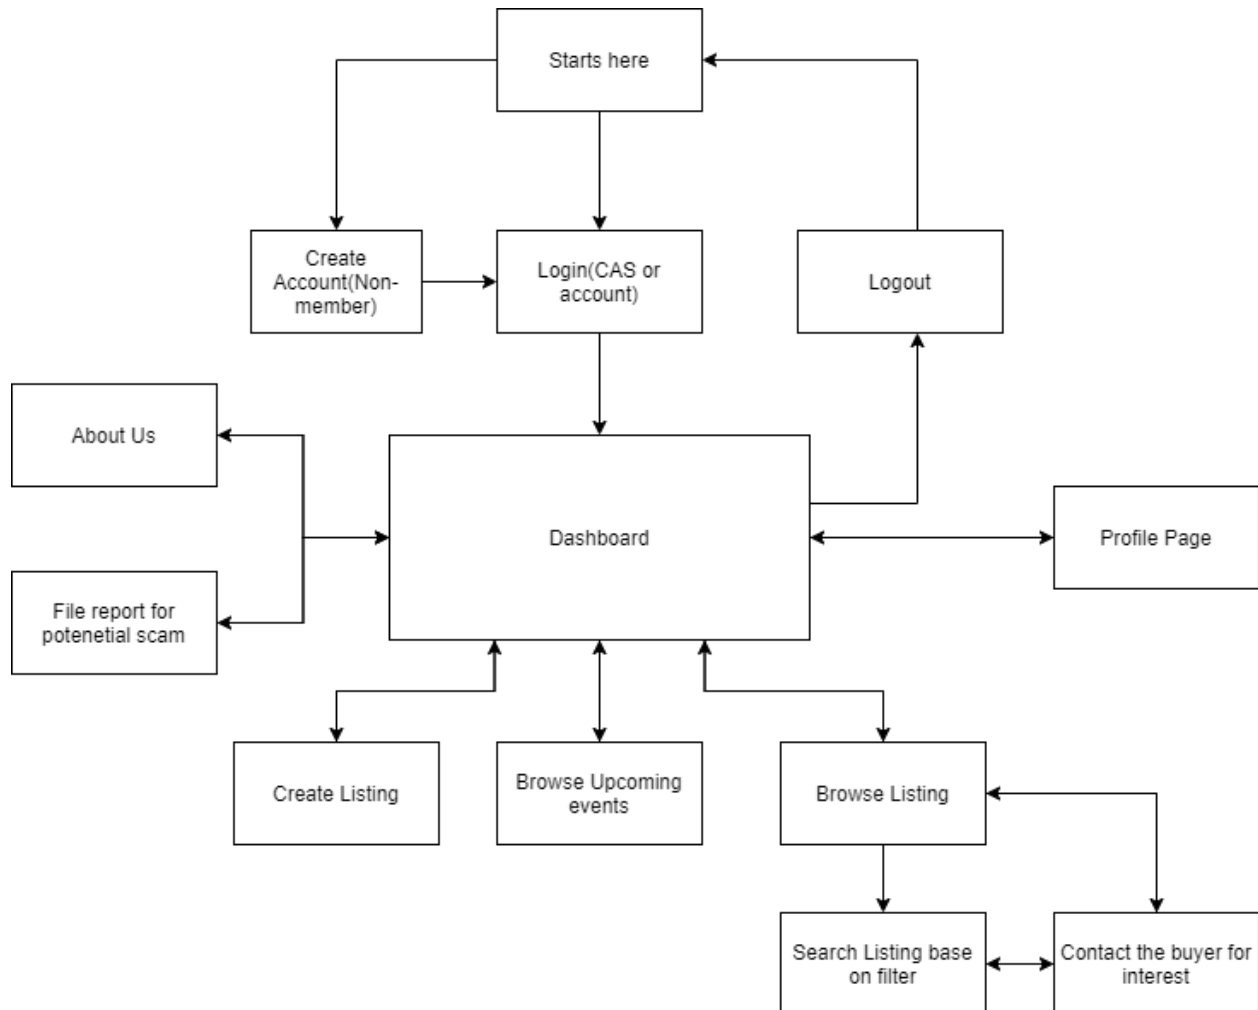 Starts here
Create
Account(Non-
member)
Login(CAS or
account)
Logout
About Us
Dashboard
Profile Page
File report for
potenetial scam
Create Listing
Browse Upcoming
events
Browse Listing
Search Listing base
on filter
Contact the buyer for
interest